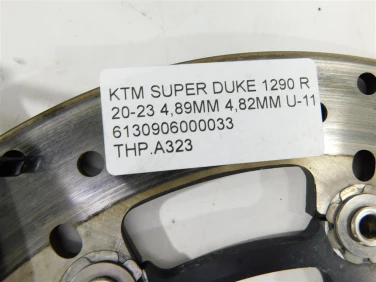 KTM SUPER DUKE 1290 R
20-23 4,89MM 4,82MM U-11
6130906000033
THP.A323